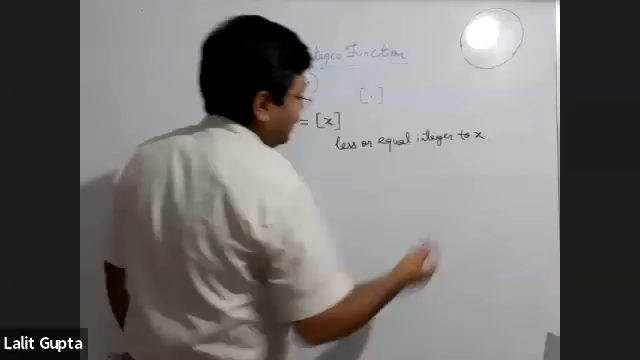 Function
[.]
= [x]
less or equal integer to x
Lalit Gupta